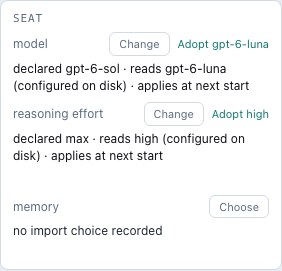 SEAT
model Change Adopt gpt-6-luna
declared gpt-6-sol · reads gpt-6-luna
(configured on disk) · applies at next start
reasoning effort Change Adopt high
declared max · reads high (configured on
disk) · applies at next start
memory Choose
no import choice recorded